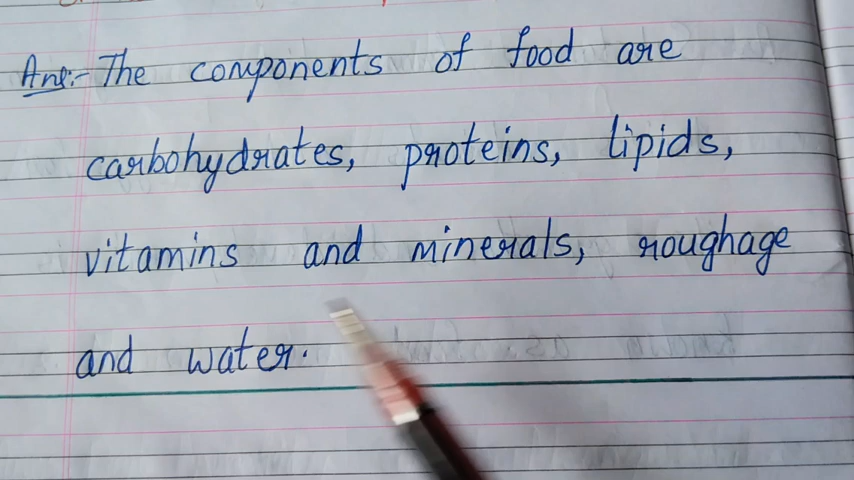 Ans:- The components of food are
carbohydrates, proteins, lipids,
vitamins and minerals, roughage
and water.